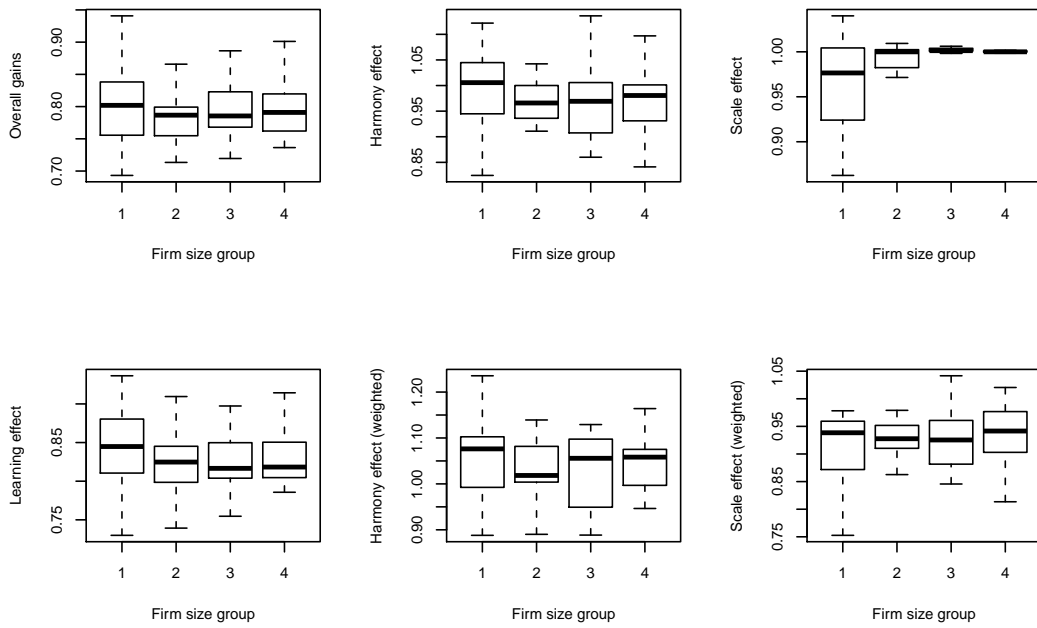 Overall gains
0.70 0.80 0.90
1 2 3 4
Firm size group
Harmony effect
0.85 0.95 1.05
1 2 3 4
Firm size group
Scale effect
0.90 0.95 1.00
1 2 3 4
Firm size group
Learning effect
0.75 0.85
1 2 3 4
Firm size group
Harmony effect (weighted)
0.90 1.00 1.10 1.20
1 2 3 4
Firm size group
Scale effect (weighted)
0.75 0.85 0.95 1.05
1 2 3 4
Firm size group